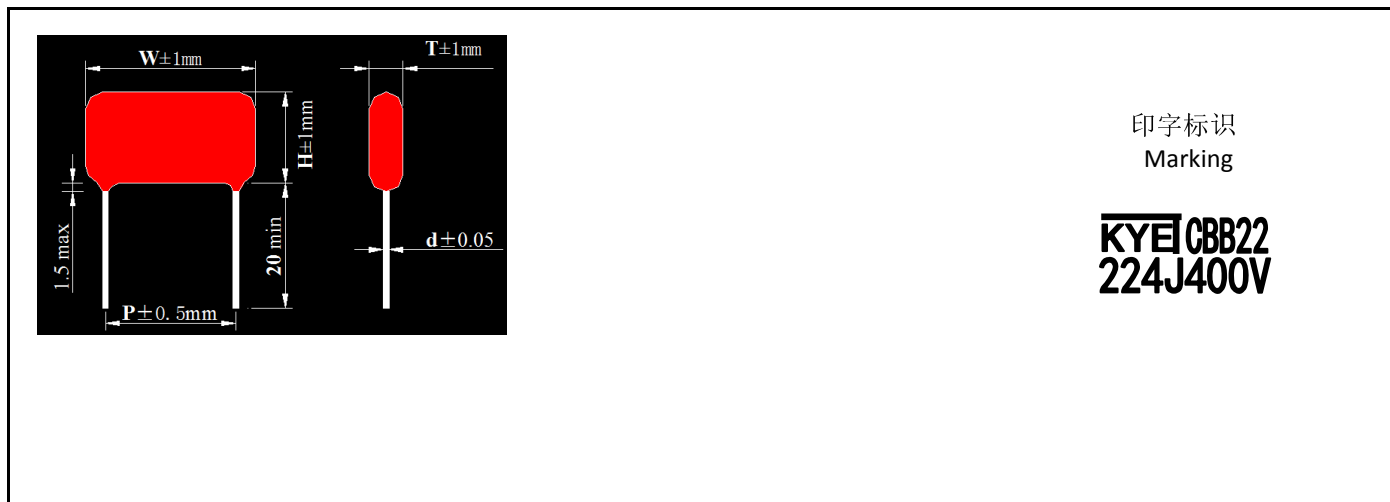 W±1mm
T±1mm
H±1mm
1.5 max
20 min
d±0.05
P±0.5mm
印字标识
Marking
KYET CBB22
224J400V